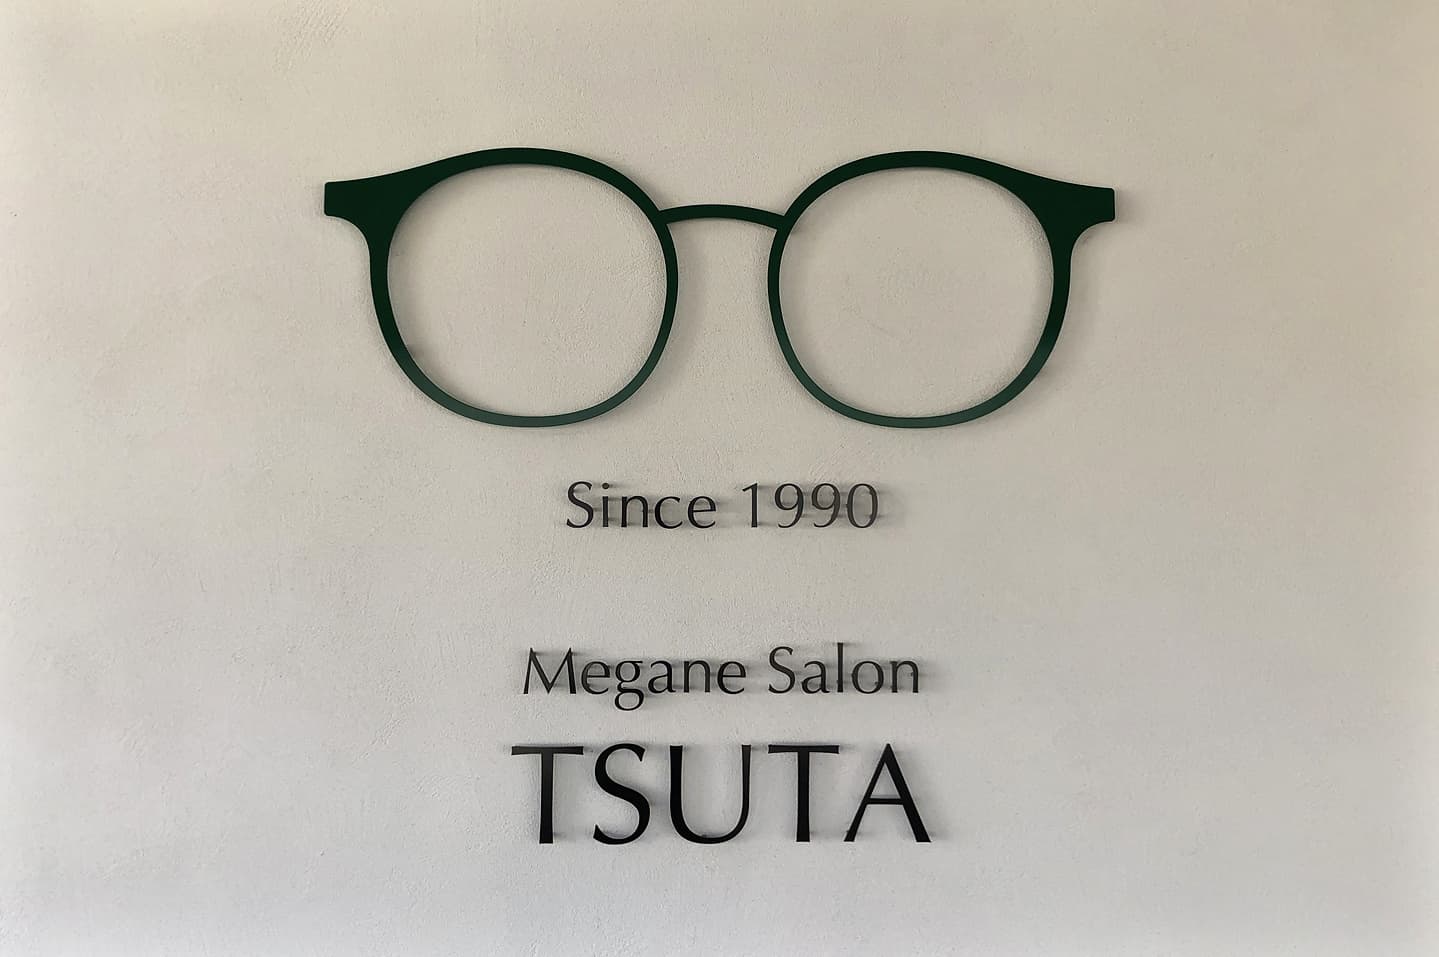 Since 1990
Megane Salon
TSUTA